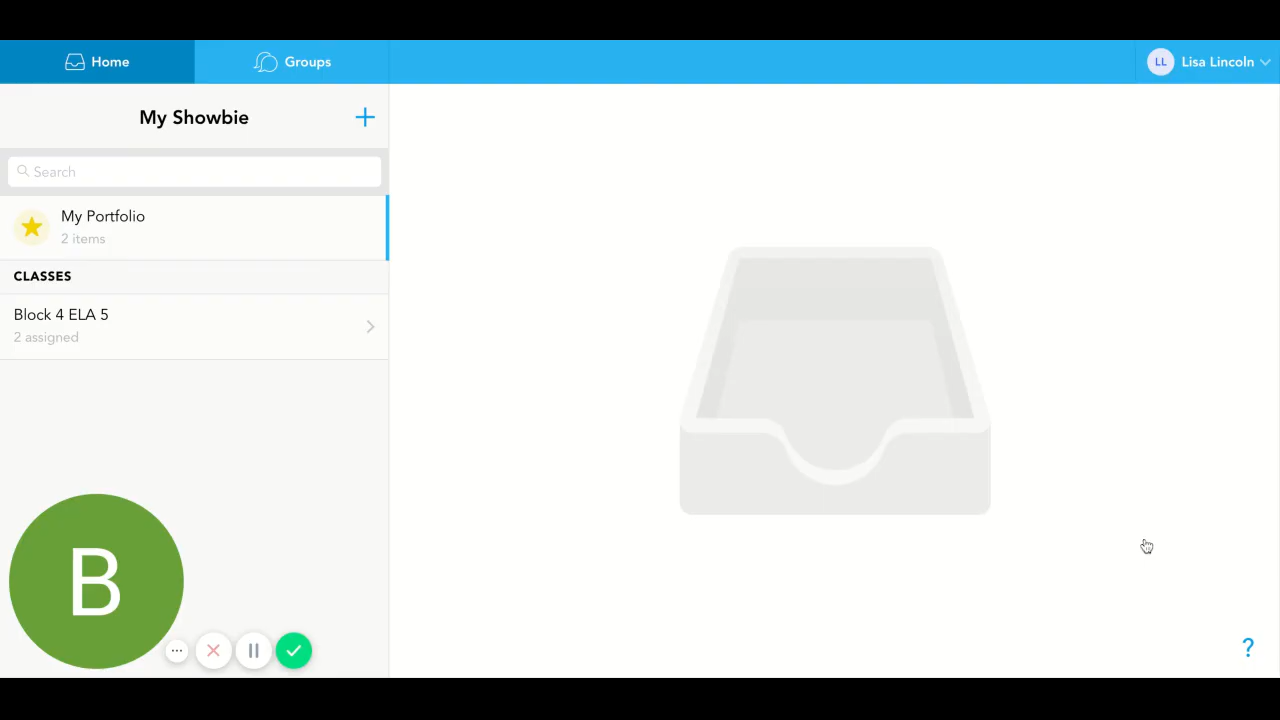 Home
Groups
LL
Lisa Lincoln
My Showbie
Search
My Portfolio
2 items
CLASSES
Block 4 ELA 5
2 assigned
B
?